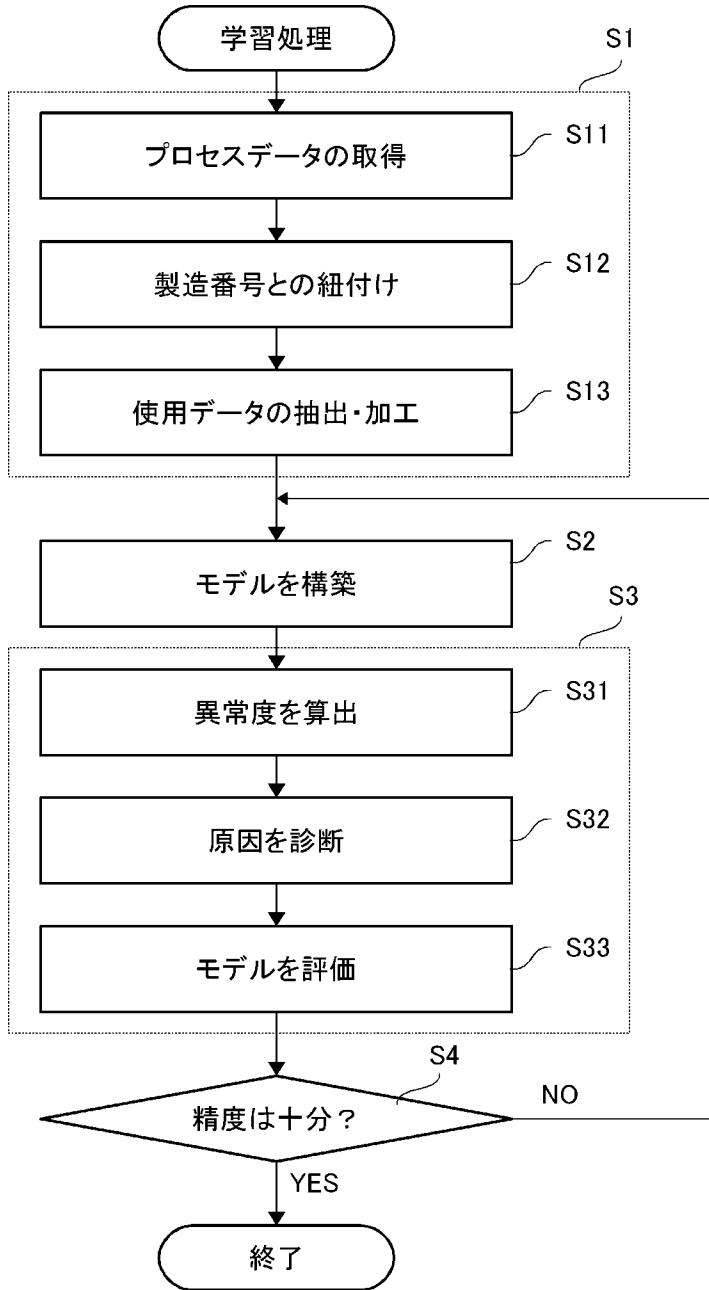 学習処理
S1
プロセスデータの取得
S11
製造番号との紐付け
S12
使用データの抽出・加工
S13
モデルを構築
S2
S3
異常度を算出
S31
原因を診断
S32
モデルを評価
S33
S4
精度は十分？
NO
YES
終了